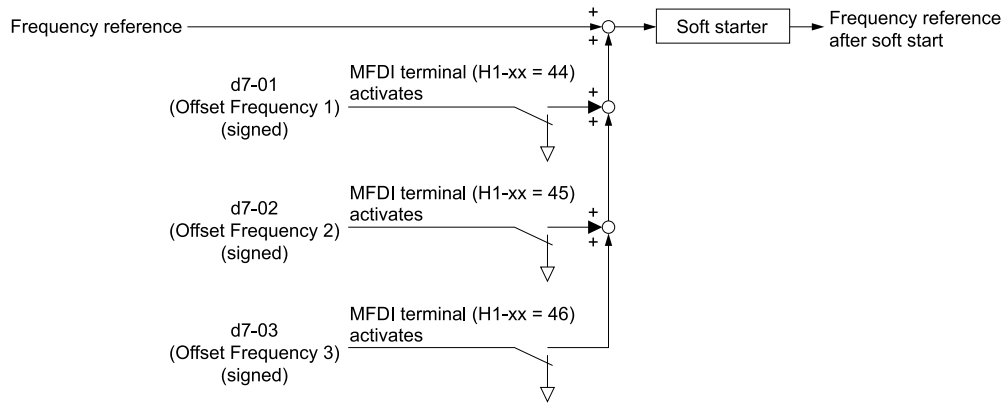 Frequency reference
+
+
Soft starter
Frequency reference
after soft start
d7-01
(Offset Frequency 1)
(signed)
MFDI terminal (H1-xx = 44)
activates
+
+
d7-02
(Offset Frequency 2)
(signed)
MFDI terminal (H1-xx = 45)
activates
+
+
d7-03
(Offset Frequency 3)
(signed)
MFDI terminal (H1-xx = 46)
activates